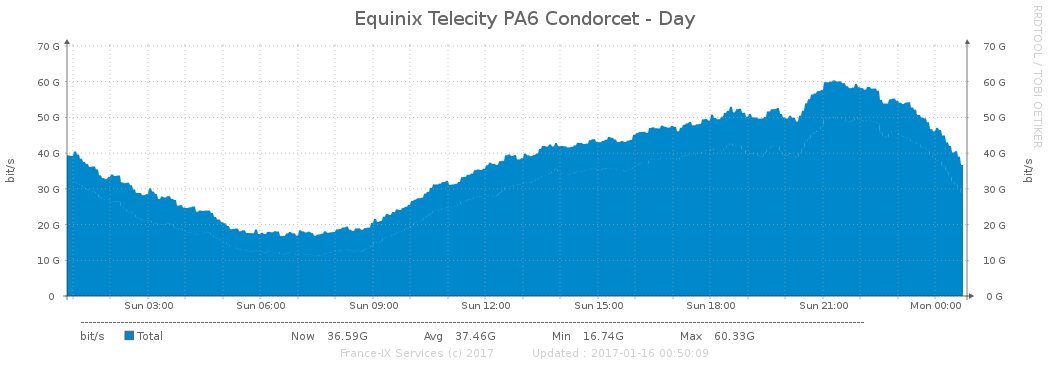 Equinix Telecity PA6 Condorcet - Day
RRDTOOL / TOBI OETIKER
bit/s
bit/s
70 G 70 G
60 G 60 G
50 G 50 G
40 G 40 G
30 G 30 G
20 G 20 G
10 G 10 G
0 0 G
Sun 03:00 Sun 06:00 Sun 09:00 Sun 12:00 Sun 15:00 Sun 18:00 Sun 21:00 Mon 00:00
bit/s Total Now 36.59G Avg 37.46G Min 16.74G Max 60.33G
France-IX Services (c) 2017 Updated : 2017-01-16 00:50:09